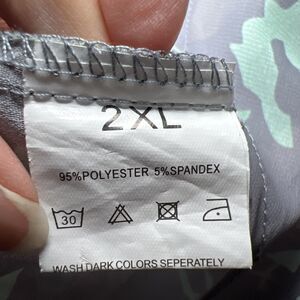 2XL
95%POLYESTER 5%SPANDEX
30
WASH DARK COLORS SEPERATELY